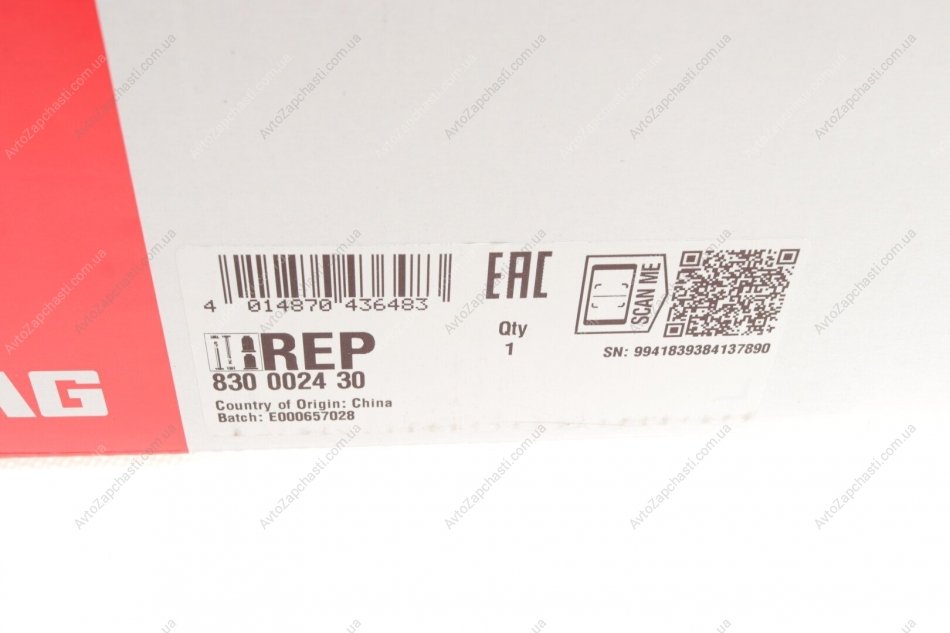 AG
EAC
SCAN ME
4 014870 436483
Qty
1
SN: 9941839384137890
REP
830 0024 30
Country of Origin: China
Batch: E000657028
AvtoZapchasti.com.ua